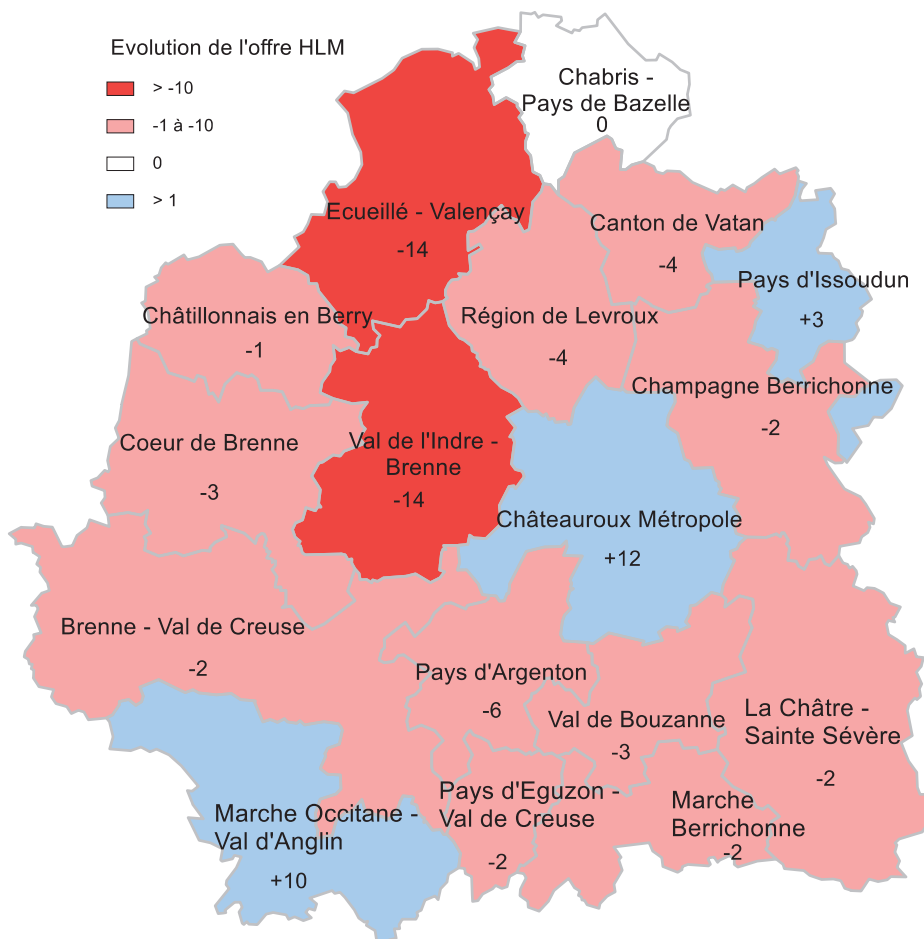 Evolution de l'offre HLM
> -10
-1 à -10
0
> 1
Chabris -
Pays de Bazelle
0
Ecueillé - Valençay
-14
Canton de Vatan
-4
Pays d'Issoudun
+3
Châtillonnais en Berry
-1
Région de Levroux
-4
Champagne Berrichonne
-2
Coeur de Brenne
-3
Val de l'Indre -
Brenne
-14
Châteauroux Métropole
+12
Brenne - Val de Creuse
-2
Pays d'Argenton
-6
Val de Bouzanne
-3
La Châtre -
Sainte Sévère
-2
Marche Occitane -
Val d'Anglin
+10
Pays d'Eguzon -
Val de Creuse
-2
Marche
Berrichonne
-2